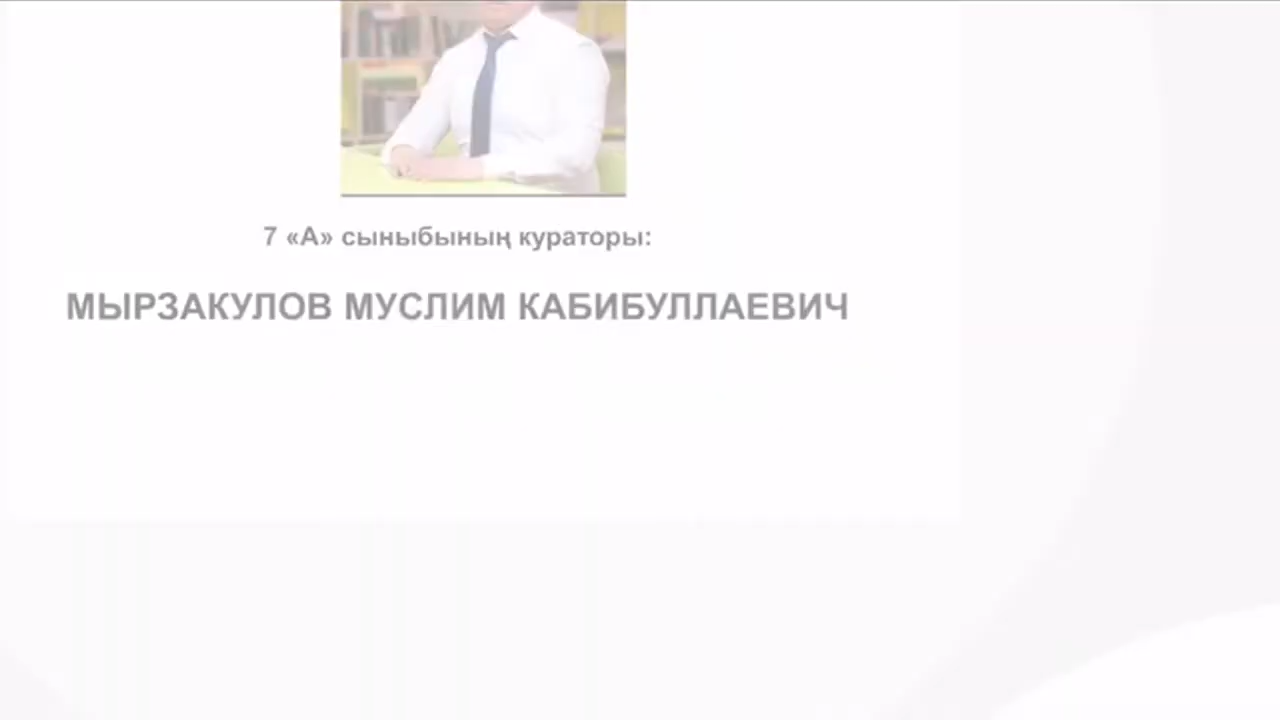 7 «А» сыныбының кураторы:
МЫРЗАКУЛОВ МУСЛИМ КАБИБУЛЛАЕВИЧ